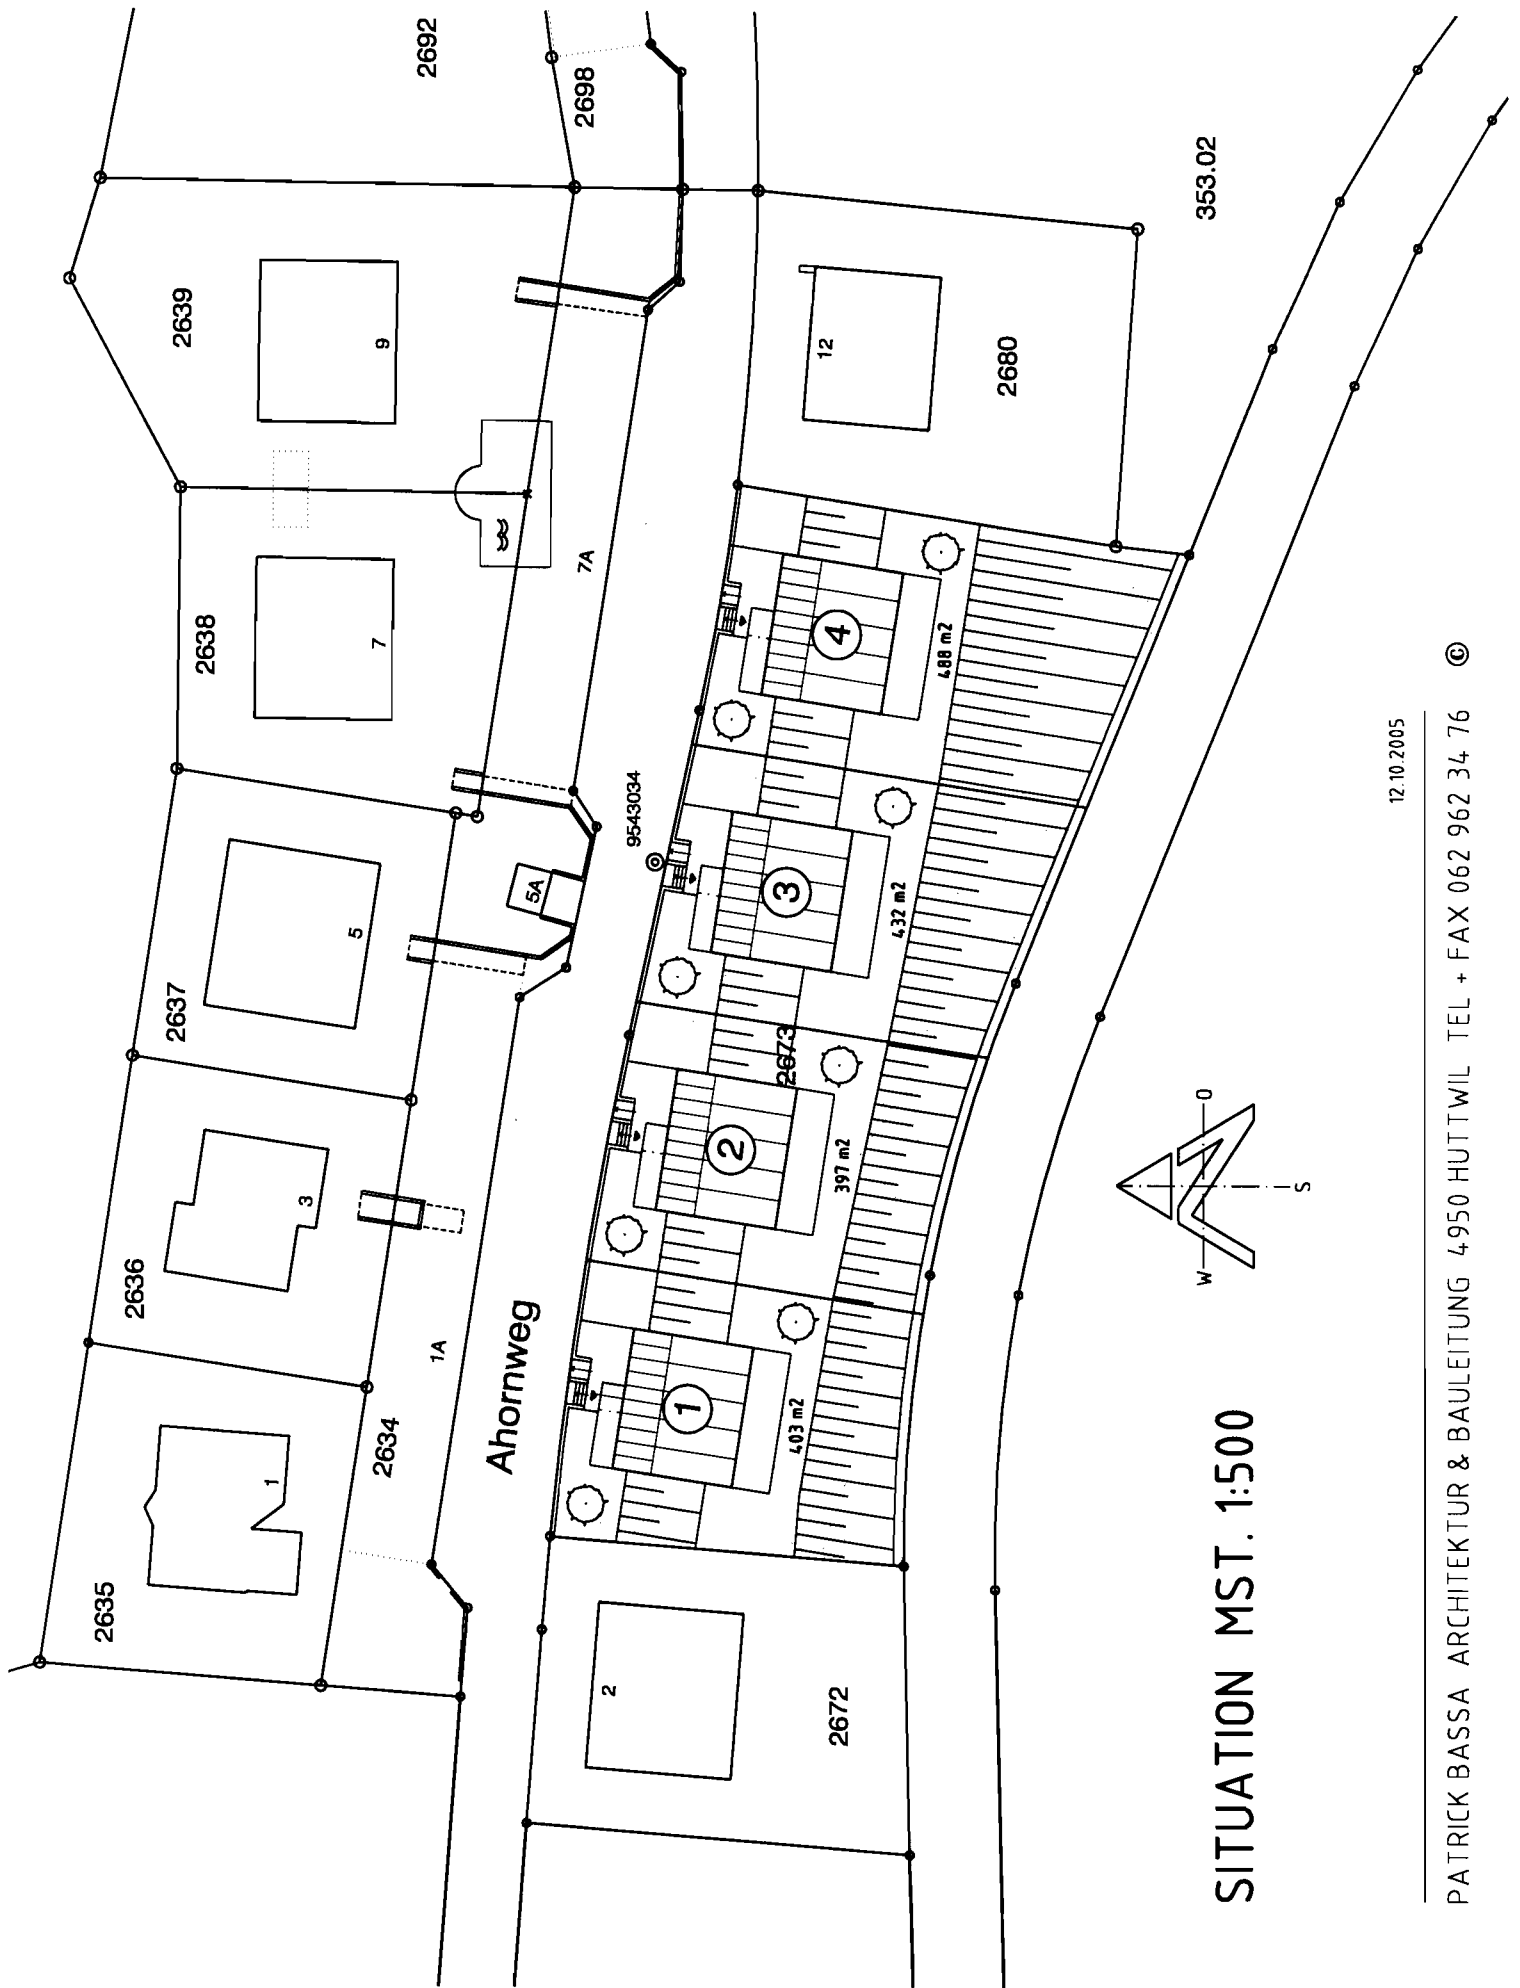 2692
2698
2639
9
2638
7
7A
353.02
12
2680
2637
5
5A
9543034
2636
3
1A
2635
1
2634
Ahornweg
4
488 m2
3
432 m2
2673
2
397 m2
1
403 m2
2
2672
W
O
S
SITUATION MST. 1:500
12.10.2005
PATRICK BASSA ARCHITEKTUR & BAULEITUNG 4950 HUTTWIL TEL + FAX 062 962 34 76 ©